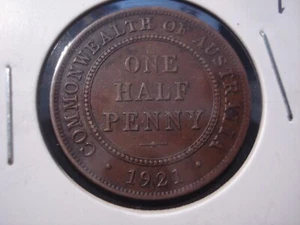 COMMONWEALTH OF AUSTRALIA
ONE
HALF
PENNY
· 1921 ·